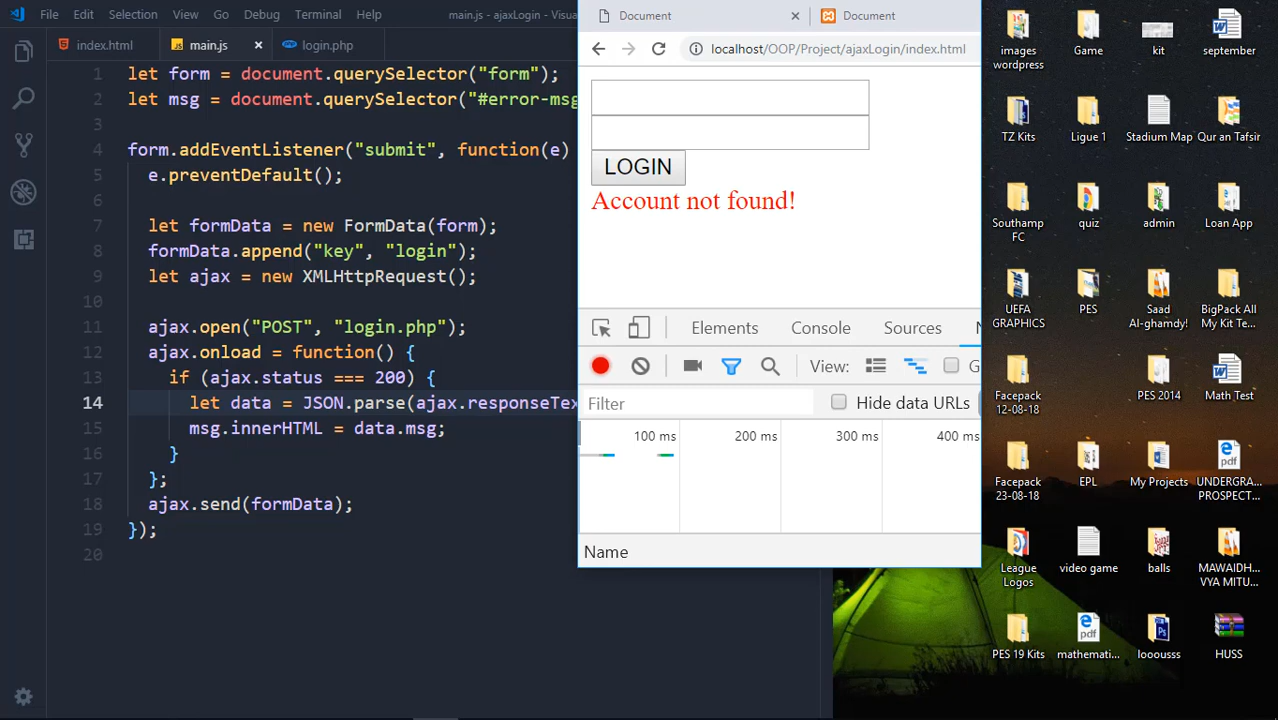 File Edit Selection View Go Debug Terminal Help main.js - ajaxLogin - Visua
index.html main.js login.php
1 let form = document.querySelector("form");
2 let msg = document.querySelector("#error-msg
3
4 form.addEventListener("submit", function(e)
5 e.preventDefault();
6
7 let formData = new FormData(form);
8 formData.append("key", "login");
9 let ajax = new XMLHttpRequest();
10
11 ajax.open("POST", "login.php");
12 ajax.onload = function() {
13 if (ajax.status === 200) {
14 let data = JSON.parse(ajax.responseTex
15 msg.innerHTML = data.msg;
16 }
17 };
18 ajax.send(formData);
19 });
20
Document Document
localhost/OOP/Project/ajaxLogin/index.html
LOGIN
Account not found!
Elements Console Sources N
View: G
Filter Hide data URLs
100 ms 200 ms 300 ms 400 ms
Name
images wordpress
Game
kit
september
TZ Kits
Ligue 1
Stadium Map
Qur an Tafsir
Southamp FC
quiz
admin
Loan App
UEFA GRAPHICS
PES
Saad Al-ghamdy!
BigPack All My Kit Te...
Facepack 12-08-18
PES 2014
Math Test
Facepack 23-08-18
EPL
My Projects
UNDERGRA... PROSPECT...
League Logos
video game
balls
MAWAIDH... VYA MITU...
PES 19 Kits
mathemati...
looousss
HUSS